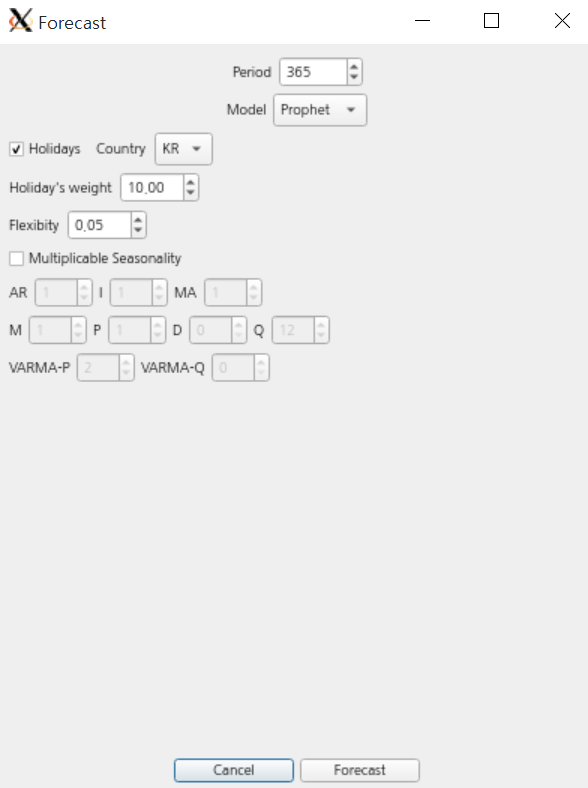 Forecast
Period 365
Model Prophet
Holidays Country KR
Holiday's weight 10,00
Flexibity 0,05
Multiplicable Seasonality
AR 1 I 1 MA 1
M 1 P 1 D 0 Q 12
VARMA-P 2 VARMA-Q 0
Cancel Forecast